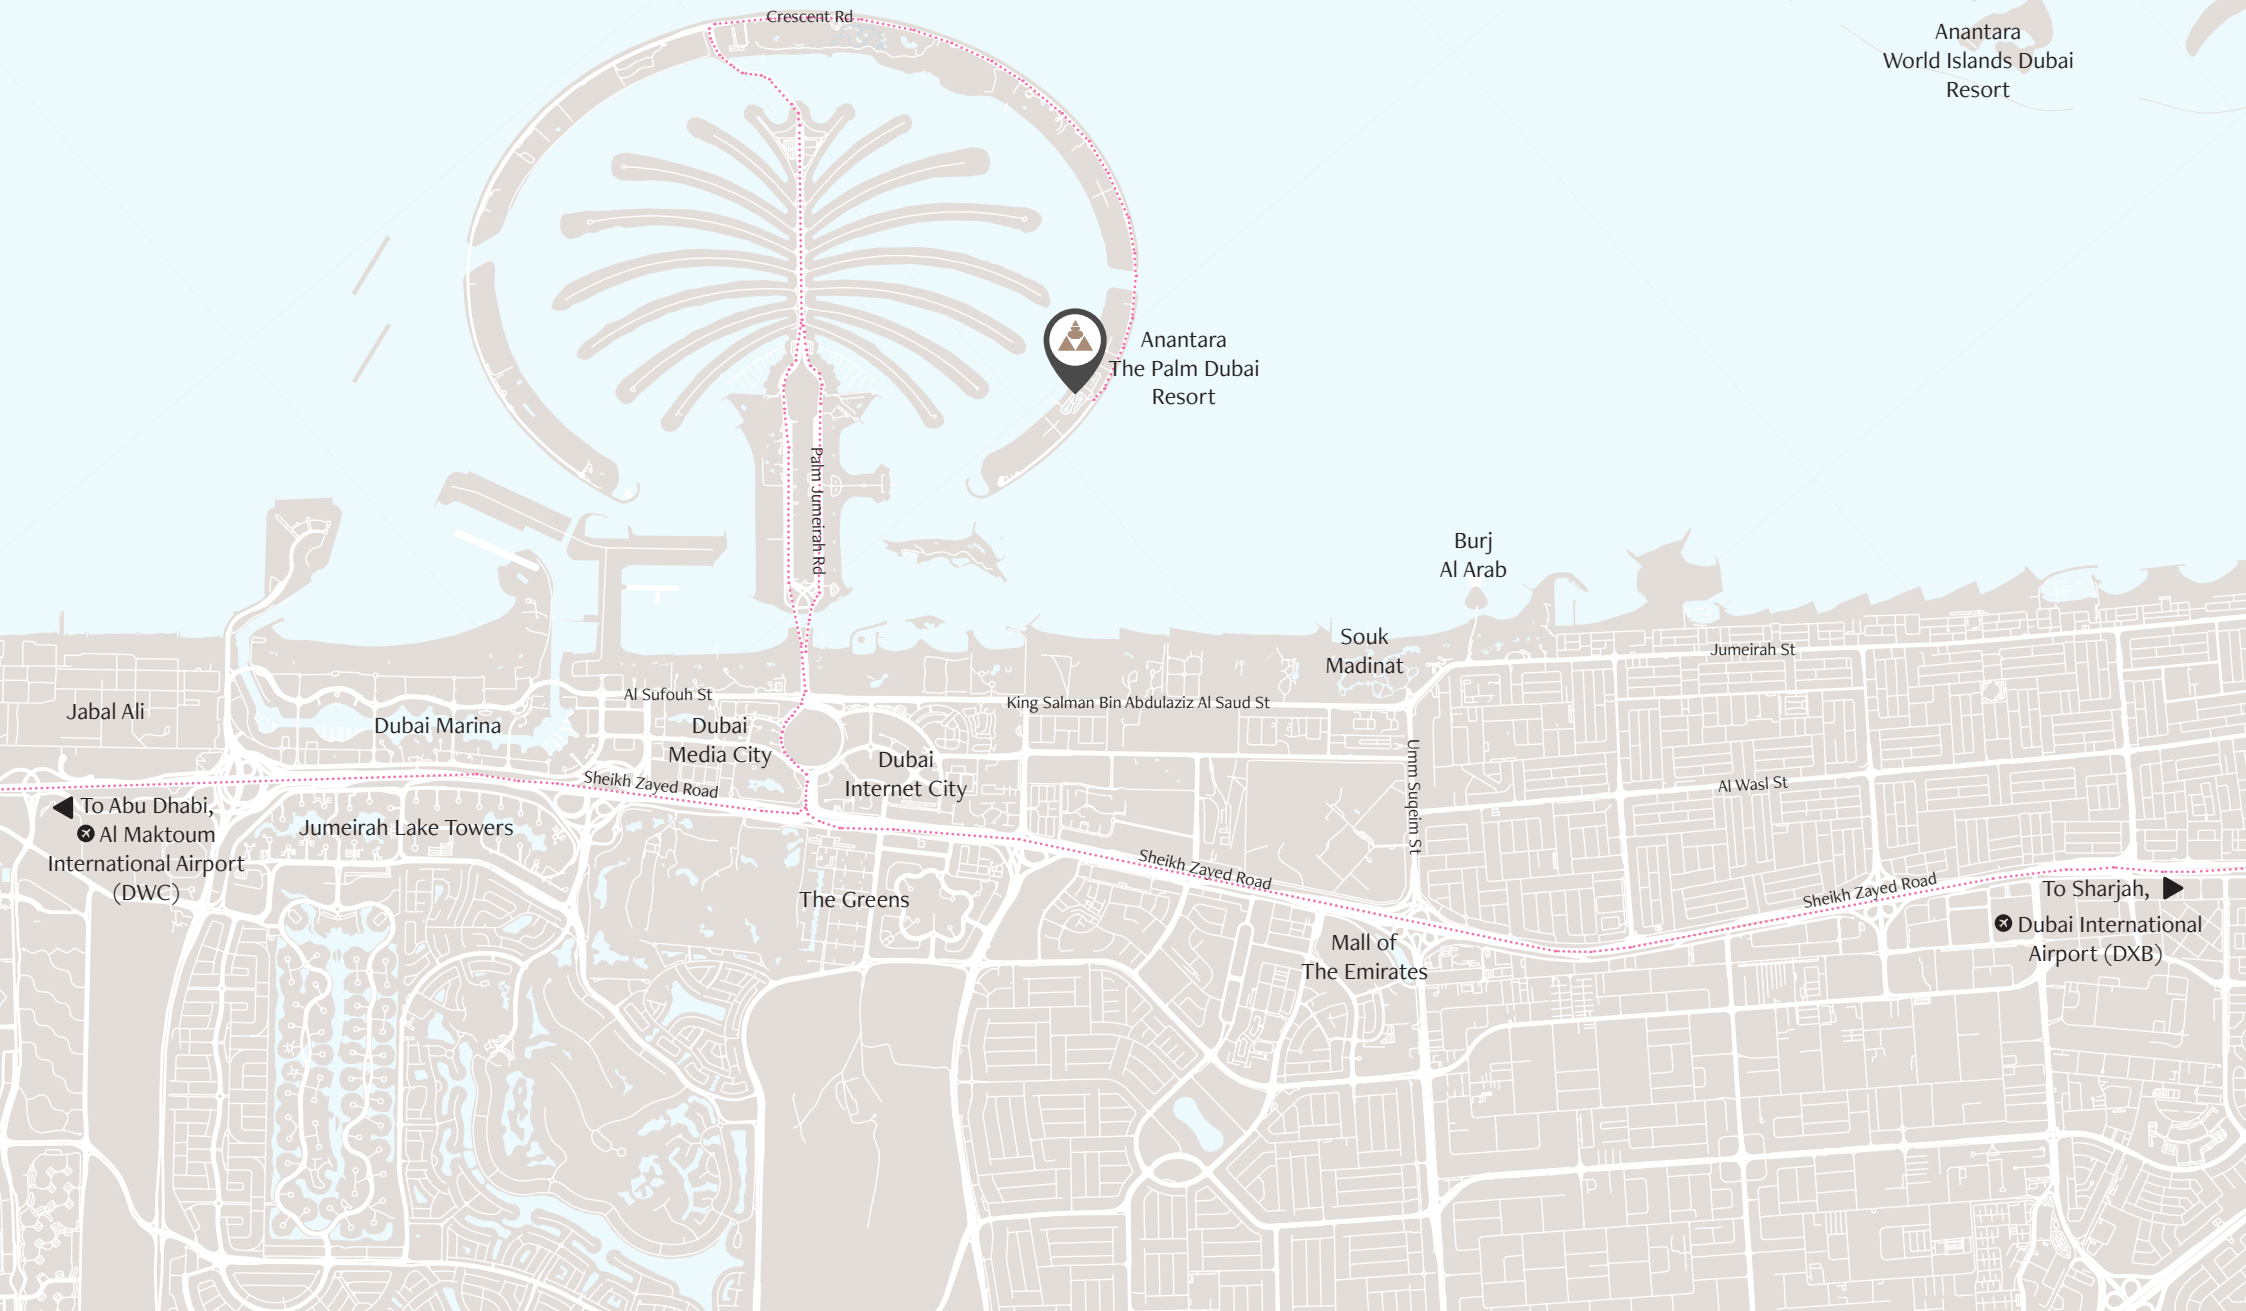 Crescent Rd
Anantara
World Islands Dubai
Resort
Anantara
The Palm Dubai
Resort
Palm Jumeirah Rd
Burj
Al Arab
Souk
Madinat
Jumeirah St
Al Sufouh St
King Salman Bin Abdulaziz Al Saud St
Jabal Ali
Dubai Marina
Dubai
Media City
Dubai
Internet City
Umm Suqeim St
Al Wasl St
Sheikh Zayed Road
To Abu Dhabi,
Al Maktoum
International Airport
(DWC)
Jumeirah Lake Towers
Sheikh Zayed Road
The Greens
Sheikh Zayed Road
To Sharjah,
Dubai International
Airport (DXB)
Mall of
The Emirates